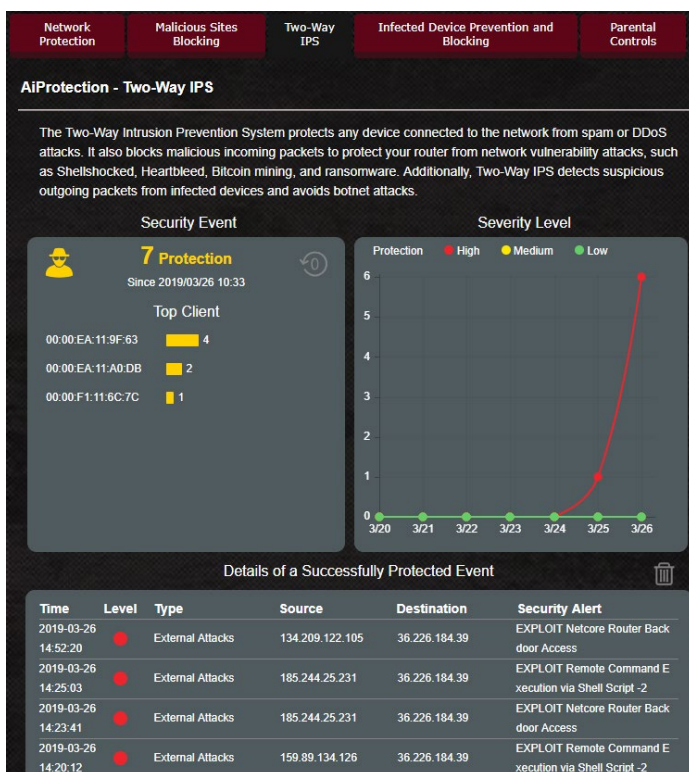 Network Protection
Malicious Sites Blocking
Two-Way IPS
Infected Device Prevention and Blocking
Parental Controls
AiProtection - Two-Way IPS
The Two-Way Intrusion Prevention System protects any device connected to the network from spam or DDoS
attacks. It also blocks malicious incoming packets to protect your router from network vulnerability attacks, such
as Shellshocked, Heartbleed, Bitcoin mining, and ransomware. Additionally, Two-Way IPS detects suspicious
outgoing packets from infected devices and avoids botnet attacks.
Security Event
7 Protection
0
Since 2019/03/26 10:33
Top Client
00:00:EA:11:9F:63 4
00:00:EA:11:A0:DB 2
00:00:F1:11:6C:7C 1
Severity Level
Protection High Medium Low
6
5
4
3
2
1
0
3/20 3/21 3/22 3/23 3/24 3/25 3/26
Details of a Successfully Protected Event
Time Level Type Source Destination Security Alert
2019-03-26
14:52:20
External Attacks 134.209.122.105 36.226.184.39
EXPLOIT Netcore Router Back
door Access
2019-03-26
14:25:03
External Attacks 185.244.25.231 36.226.184.39
EXPLOIT Remote Command E
xecution via Shell Script -2
2019-03-26
14:23:41
External Attacks 185.244.25.231 36.226.184.39
EXPLOIT Netcore Router Back
door Access
2019-03-26
14:20:12
External Attacks 159.89.134.126 36.226.184.39
EXPLOIT Remote Command E
xecution via Shell Script -2